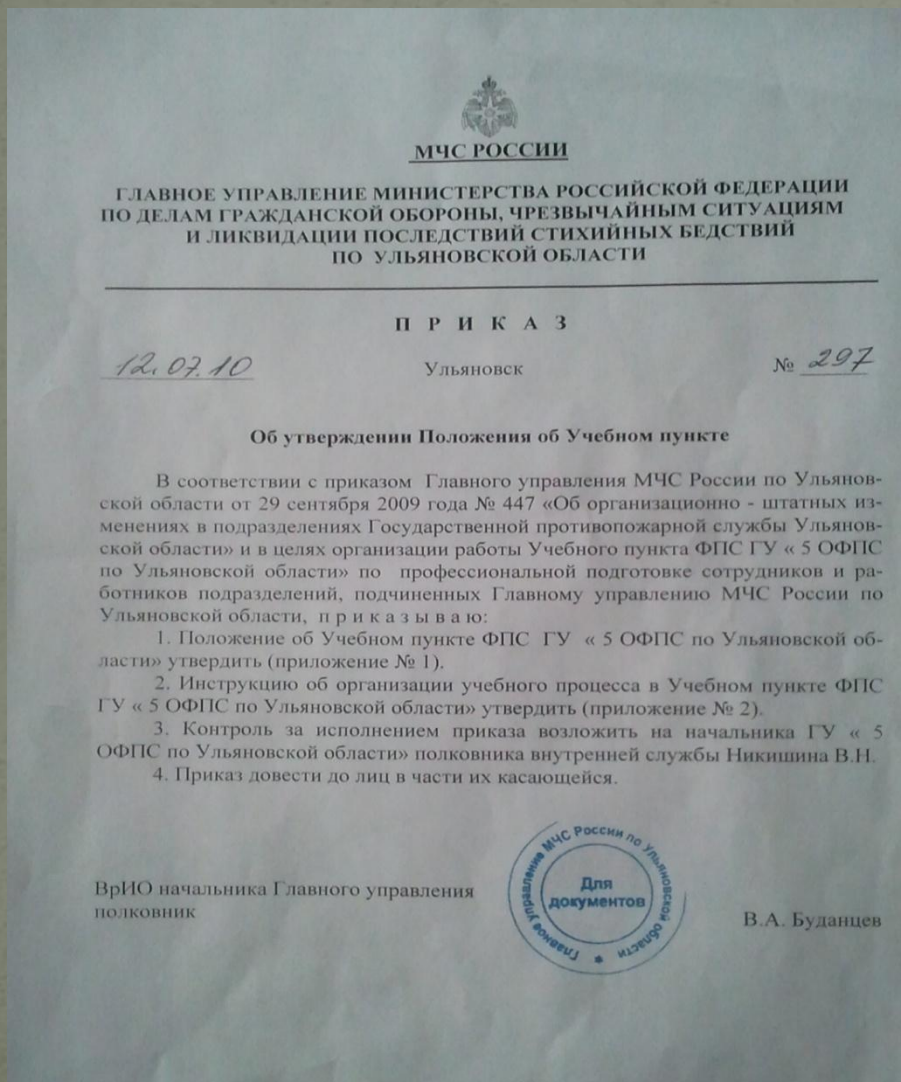 МЧС РОССИИ
ГЛАВНОЕ УПРАВЛЕНИЕ МИНИСТЕРСТВА РОССИЙСКОЙ ФЕДЕРАЦИИ
ПО ДЕЛАМ ГРАЖДАНСКОЙ ОБОРОНЫ, ЧРЕЗВЫЧАЙНЫМ СИТУАЦИЯМ
И ЛИКВИДАЦИИ ПОСЛЕДСТВИЙ СТИХИЙНЫХ БЕДСТВИЙ
ПО УЛЬЯНОВСКОЙ ОБЛАСТИ
П Р И К А З
12.07.10 Ульяновск № 297
Об утверждении Положения об Учебном пункте
В соответствии с приказом Главного управления МЧС России по Ульянов-
ской области от 29 сентября 2009 года № 447 «Об организационно - штатных из-
менениях в подразделениях Государственной противопожарной службы Ульянов-
ской области» и в целях организации работы Учебного пункта ФПС ГУ « 5 ОФПС
по Ульяновской области» по профессиональной подготовке сотрудников и ра-
ботников подразделений, подчиненных Главному управлению МЧС России по
Ульяновской области, п р и к а з ы в а ю:
1. Положение об Учебном пункте ФПС ГУ « 5 ОФПС по Ульяновской об-
ласти» утвердить (приложение № 1).
2. Инструкцию об организации учебного процесса в Учебном пункте ФПС
ГУ « 5 ОФПС по Ульяновской области» утвердить (приложение № 2).
3. Контроль за исполнением приказа возложить на начальника ГУ « 5
ОФПС по Ульяновской области» полковника внутренней службы Никишина В.Н.
4. Приказ довести до лиц в части их касающейся.
ВрИО начальника Главного управления
полковник
В.А. Буданцев
Главное управление МЧС России по Ульяновской области
Для
документов